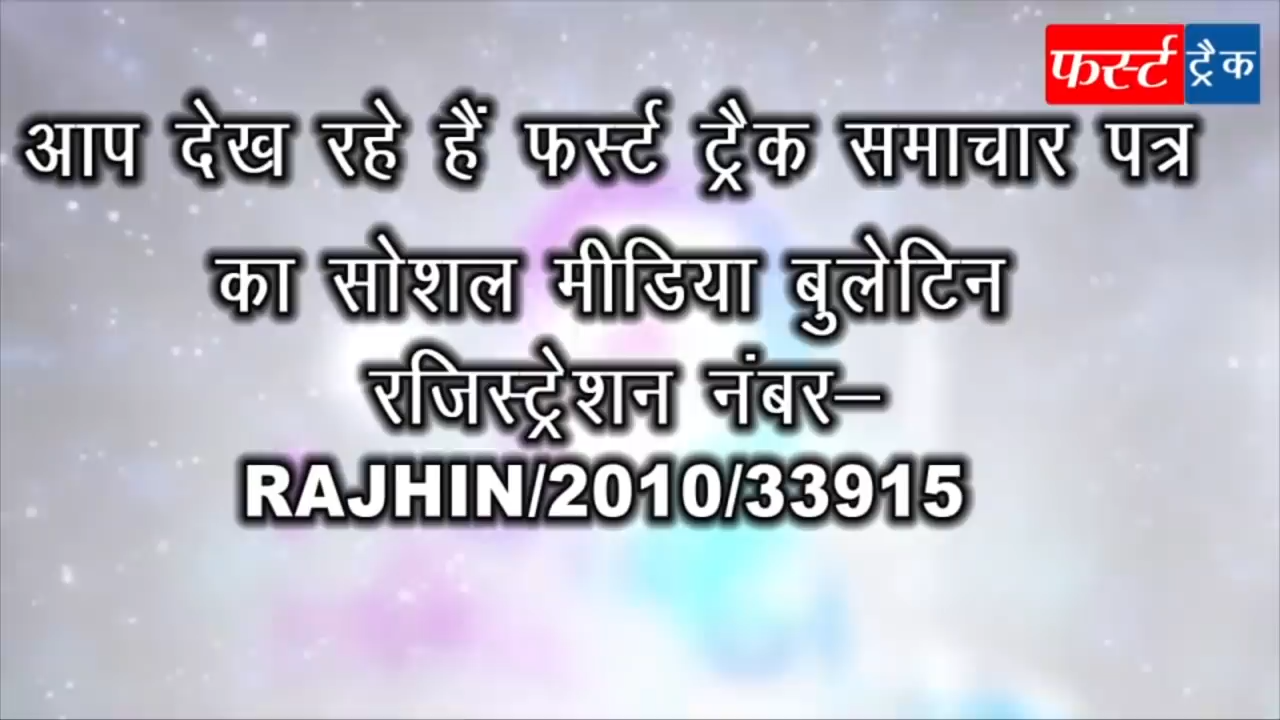 फर्स्ट ट्रैक
आप देख रहे हैं फर्स्ट ट्रैक समाचार पत्र
का सोशल मीडिया बुलेटिन
रजिस्ट्रेशन नंबर–
RAJHIN/2010/33915